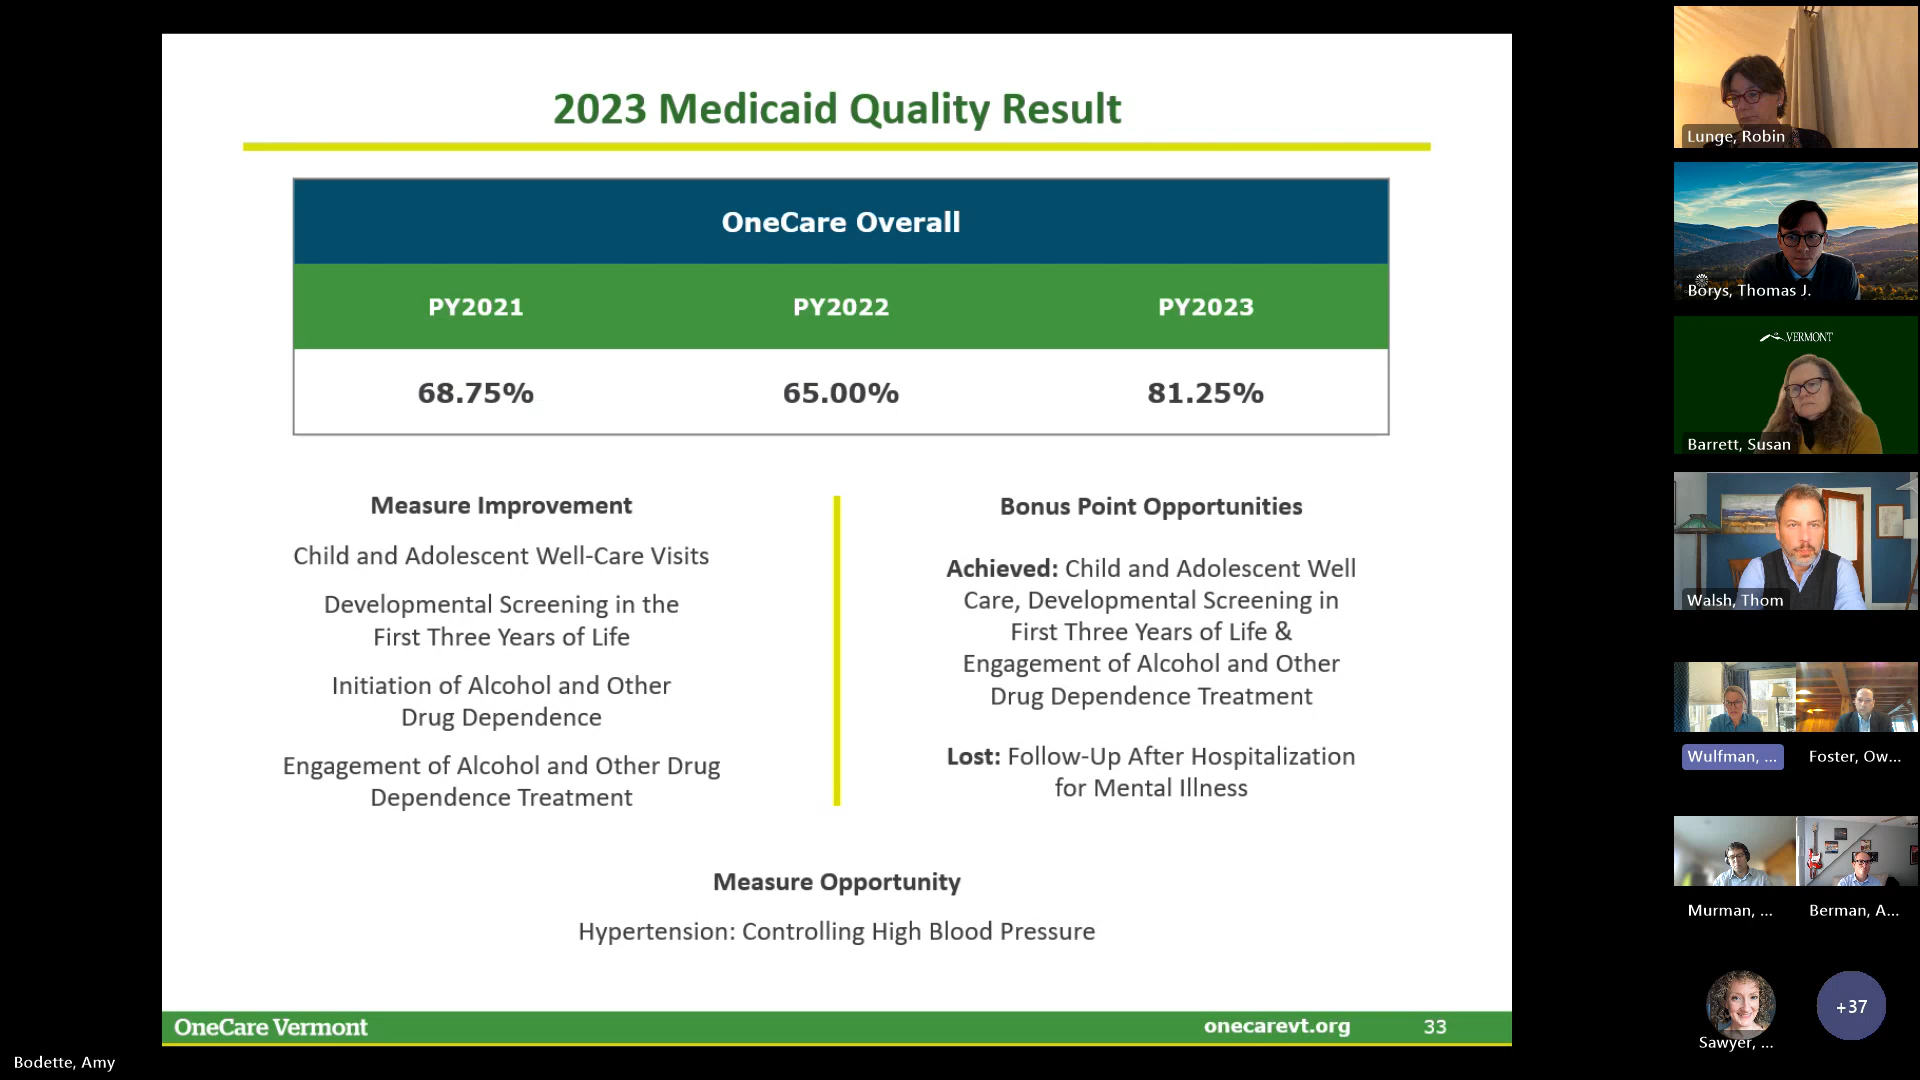 2023 Medicaid Quality Result
OneCare Overall
PY2021 PY2022 PY2023
68.75% 65.00% 81.25%
Measure Improvement
Child and Adolescent Well-Care Visits
Developmental Screening in the
First Three Years of Life
Initiation of Alcohol and Other
Drug Dependence
Engagement of Alcohol and Other Drug
Dependence Treatment
Bonus Point Opportunities
Achieved: Child and Adolescent Well
Care, Developmental Screening in
First Three Years of Life &
Engagement of Alcohol and Other
Drug Dependence Treatment
Lost: Follow-Up After Hospitalization
for Mental Illness
Measure Opportunity
Hypertension: Controlling High Blood Pressure
OneCare Vermont
onecarevt.org 33
Bodette, Amy
Lunge, Robin
Borys, Thomas J.
VERMONT
Barrett, Susan
Walsh, Thom
Wulfman, ... Foster, Ow...
Murman, ... Berman, A...
Sawyer, ... +37